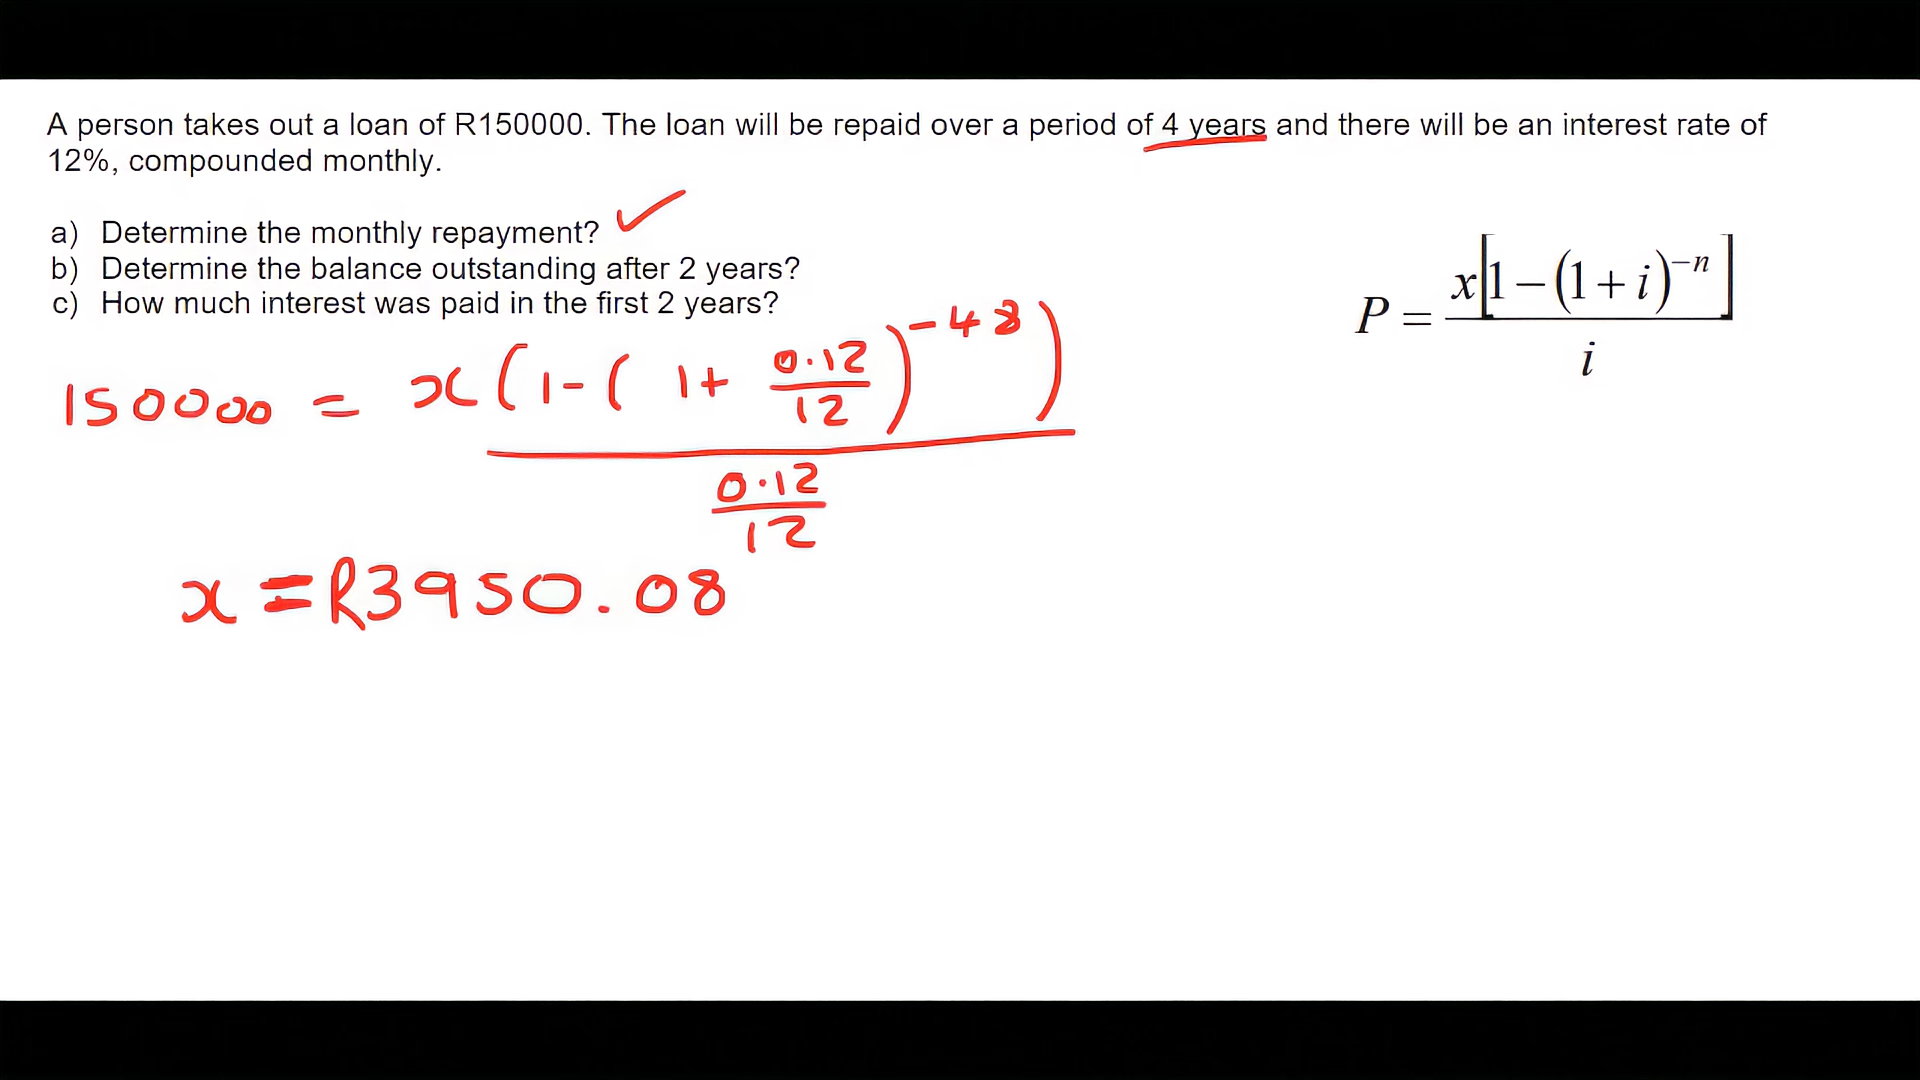 A person takes out a loan of R150000. The loan will be repaid over a period of 4 years and there will be an interest rate of
12%, compounded monthly.
a) Determine the monthly repayment?
b) Determine the balance outstanding after 2 years?
c) How much interest was paid in the first 2 years?
P = x[1 − (1 + i)^−n] / i
150000 = x(1 − (1 + 0.12/12)^−48) / (0.12/12)
x = R3950.08